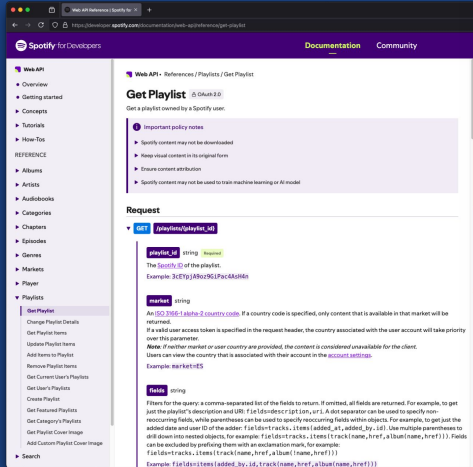 Web API Reference | Spotify for
https://developer.spotify.com/documentation/web-api/reference/get-playlist
Spotify for Developers
Documentation
Community
Web API
Overview
Getting started
Concepts
Tutorials
How-Tos
REFERENCE
Albums
Artists
Audiobooks
Categories
Chapters
Episodes
Genres
Markets
Player
Playlists
Get Playlist
Change Playlist Details
Get Playlist Items
Update Playlist Items
Add Items to Playlist
Remove Playlist Items
Get Current User's Playlists
Get User's Playlists
Create Playlist
Get Featured Playlists
Get Category's Playlists
Get Playlist Cover Image
Add Custom Playlist Cover Image
Search
Web API • References / Playlists / Get Playlist
Get Playlist OAuth 2.0
Get a playlist owned by a Spotify user.
Important policy notes
Spotify content may not be downloaded
Keep visual content in its original form
Ensure content attribution
Spotify content may not be used to train machine learning or AI model
Request
GET /playlists/{playlist_id}
playlist_id string Required
The Spotify ID of the playlist.
Example: 3cEYpjA9oz9GiPac4AsH4n
market string
An ISO 3166-1 alpha-2 country code. If a country code is specified, only content that is available in that market will be
returned.
If a valid user access token is specified in the request header, the country associated with the user account will take priority
over this parameter.
Note: If neither market or user country are provided, the content is considered unavailable for the client.
Users can view the country that is associated with their account in the account settings.
Example: market=ES
fields string
Filters for the query: a comma-separated list of the fields to return. If omitted, all fields are returned. For example, to get
just the playlist''s description and URI: fields=description,uri. A dot separator can be used to specify non-
reoccurring fields, while parentheses can be used to specify reoccurring fields within objects. For example, to get just the
added date and user ID of the adder: fields=tracks.items(added_at,added_by.id). Use multiple parentheses to
drill down into nested objects, for example: fields=tracks.items(track(name,href,album(name,href))). Fields
can be excluded by prefixing them with an exclamation mark, for example:
fields=tracks.items(track(name,href,album(!name,href)))
Example: fields=items(added_by.id,track(name,href,album(name,href)))